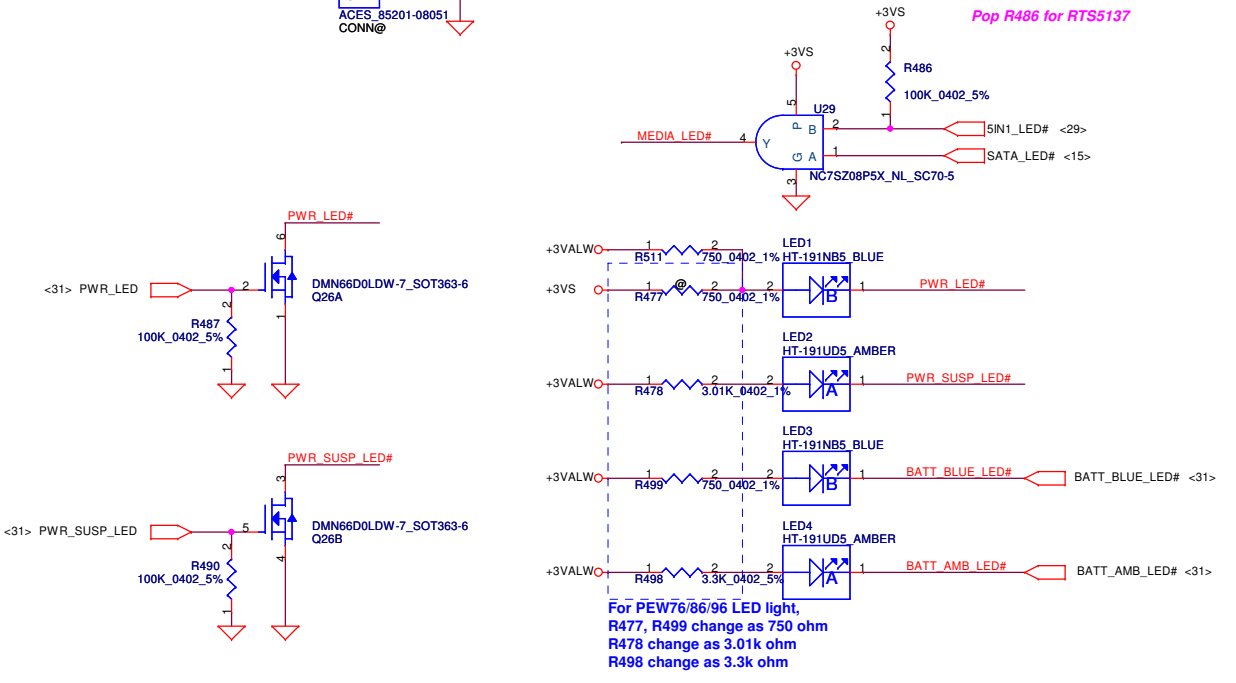 ACES_85201-08051
CONN@
+3VS
Pop R486 for RTS5137
+3VS
2
R486
100K_0402_5%
1
5
U29
P
B
2
5IN1_LED# <29>
MEDIA_LED#
4
Y
G
A
1
SATA_LED# <15>
3
NC7SZ08P5X_NL_SC70-5
PWR_LED#
6
<31> PWR_LED
2
DMN66D0LDW-7_SOT363-6
Q26A
1
2
R487
100K_0402_5%
1
PWR_SUSP_LED#
3
<31> PWR_SUSP_LED
5
DMN66D0LDW-7_SOT363-6
Q26B
4
2
R490
100K_0402_5%
1
+3VALW
1
2
R511
750_0402_1%
LED1
HT-191NB5_BLUE
+3VS
1
@
2
R477
750_0402_1%
2
B
1
PWR_LED#
LED2
HT-191UD5_AMBER
+3VALW
1
2
R478
3.01K_0402_1%
2
A
1
PWR_SUSP_LED#
LED3
HT-191NB5_BLUE
+3VALW
1
2
R499
750_0402_1%
2
B
1
BATT_BLUE_LED#
BATT_BLUE_LED# <31>
LED4
HT-191UD5_AMBER
+3VALW
1
2
R498
3.3K_0402_5%
2
A
1
BATT_AMB_LED#
BATT_AMB_LED# <31>
For PEW76/86/96 LED light,
R477, R499 change as 750 ohm
R478 change as 3.01k ohm
R498 change as 3.3k ohm